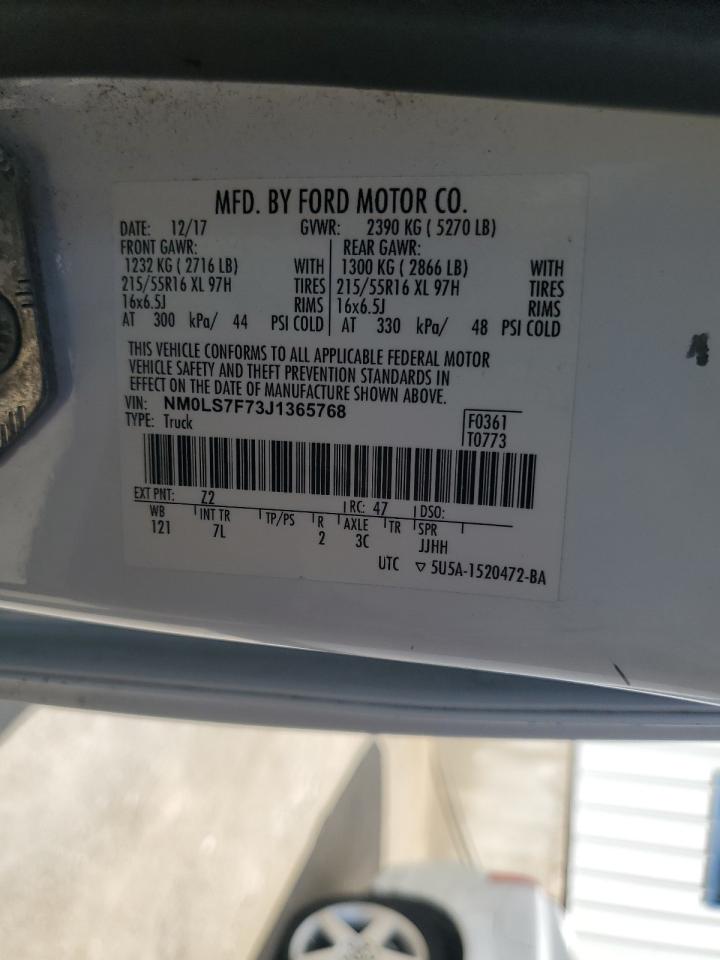 MFD. BY FORD MOTOR CO.
DATE: 12/17 GVWR: 2390 KG ( 5270 LB)
FRONT GAWR: REAR GAWR:
1232 KG ( 2716 LB) WITH 1300 KG ( 2866 LB) WITH
215/55R16 XL 97H TIRES 215/55R16 XL 97H TIRES
16x6.5J RIMS 16x6.5J RIMS
AT 300 kPa/ 44 PSI COLD AT 330 kPa/ 48 PSI COLD
THIS VEHICLE CONFORMS TO ALL APPLICABLE FEDERAL MOTOR
VEHICLE SAFETY AND THEFT PREVENTION STANDARDS IN
EFFECT ON THE DATE OF MANUFACTURE SHOWN ABOVE.
VIN: NM0LS7F73J1365768 F0361
TYPE: Truck T0773
EXT PNT: Z2 RC: 47 DSO:
WB INT TR TP/PS R AXLE TR SPR
121 7L 2 3C JJHH
UTC ▽ 5U5A-1520472-BA